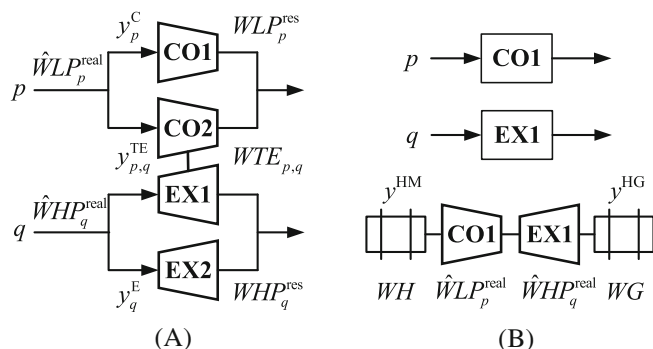 y_p^C
CO1
WLP_p^res
ŴLP_p^real
p
CO2
y_{p,q}^TE
WTE_{p,q}
EX1
ŴHP_q^real
q
EX2
y_q^E
WHP_q^res
(A)
p
CO1
q
EX1
y^HM
y^HG
CO1
EX1
WH
ŴLP_p^real
ŴHP_q^real
WG
(B)